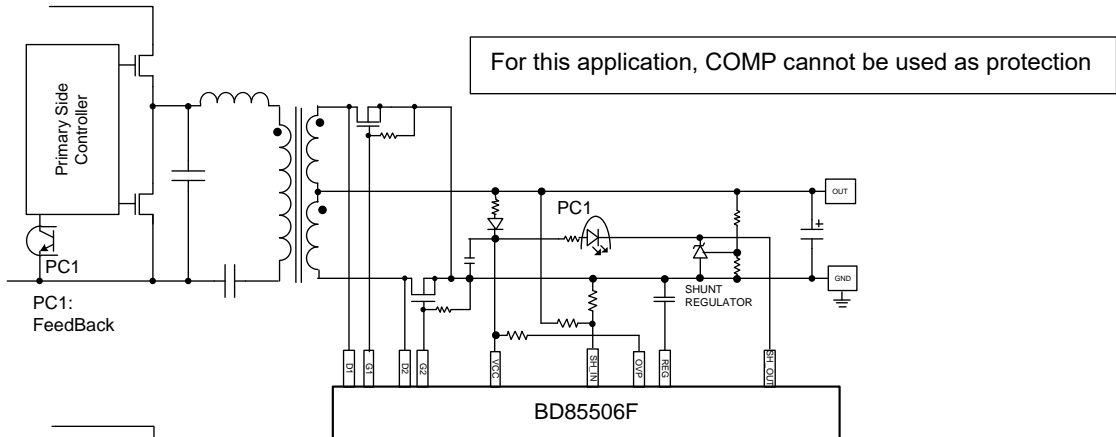 For this application, COMP cannot be used as protection
Primary Side
Controller
PC1
PC1:
FeedBack
PC1
OUT
GND
SHUNT
REGULATOR
D1
G1
D2
G2
VCC
SH_IN
OVP
REG
SH_OUT
BD85506F